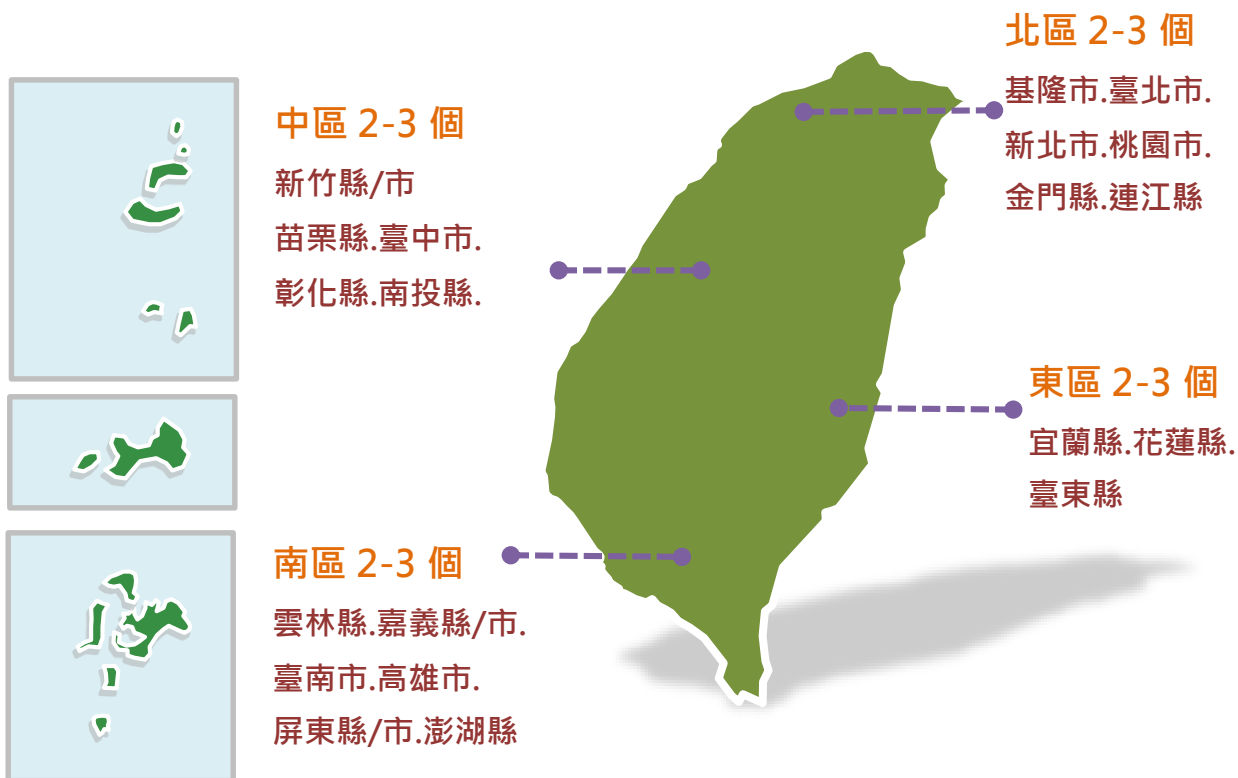 北區 2-3 個
基隆市.臺北市.
新北市.桃園市.
金門縣.連江縣
中區 2-3 個
新竹縣/市
苗栗縣.臺中市.
彰化縣.南投縣.
東區 2-3 個
宜蘭縣.花蓮縣.
臺東縣
南區 2-3 個
雲林縣.嘉義縣/市.
臺南市.高雄市.
屏東縣/市.澎湖縣